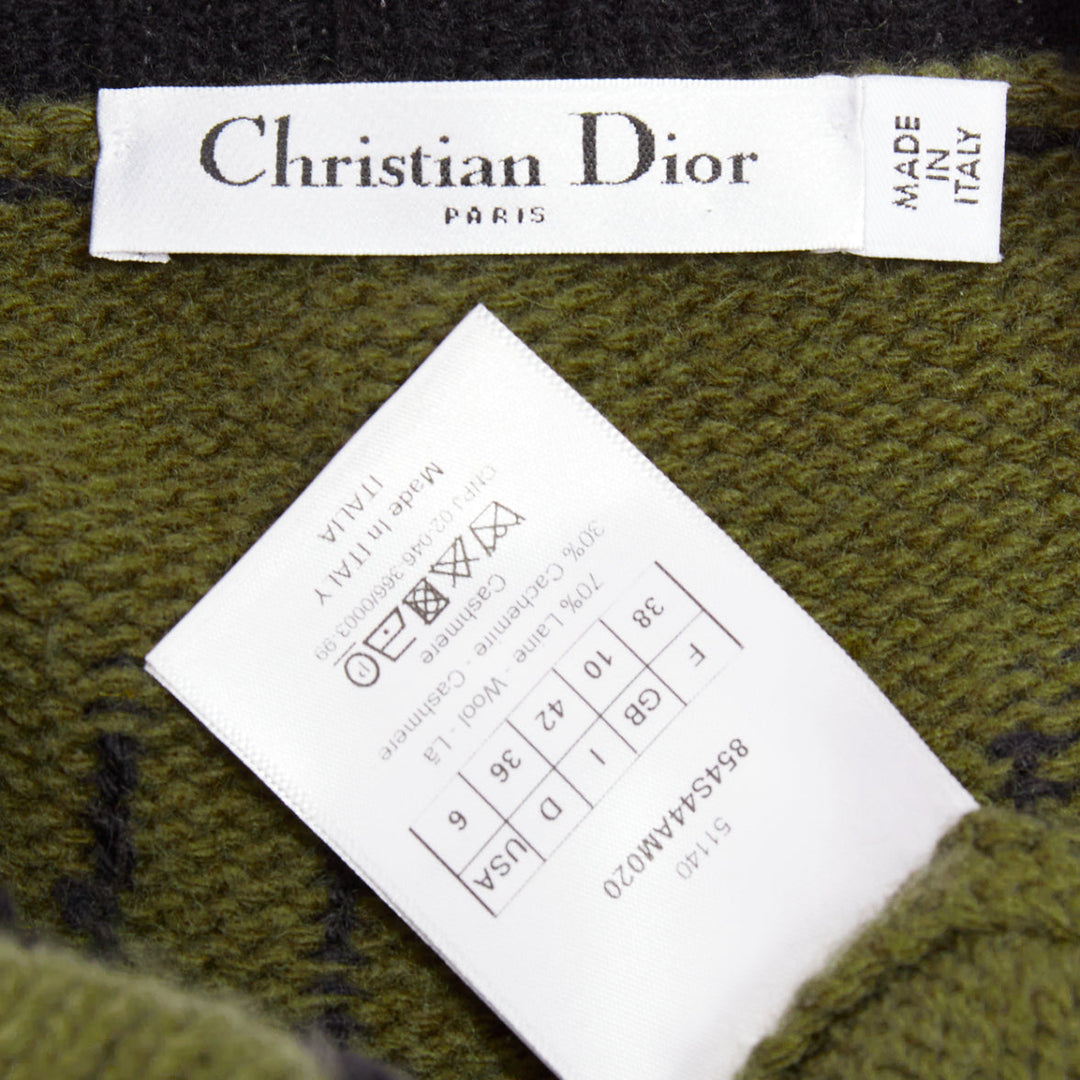 Christian Dior
PARIS
MADE
IN
ITALY
51140
854S44AM020
F GB I D USA
38 10 42 36 6
70% Laine - Wool - Lã
30% Cachemire - Cashmere
Cashmere
P
CNPJ 02.046.366/0003.99
Made In ITALY
ITALIA